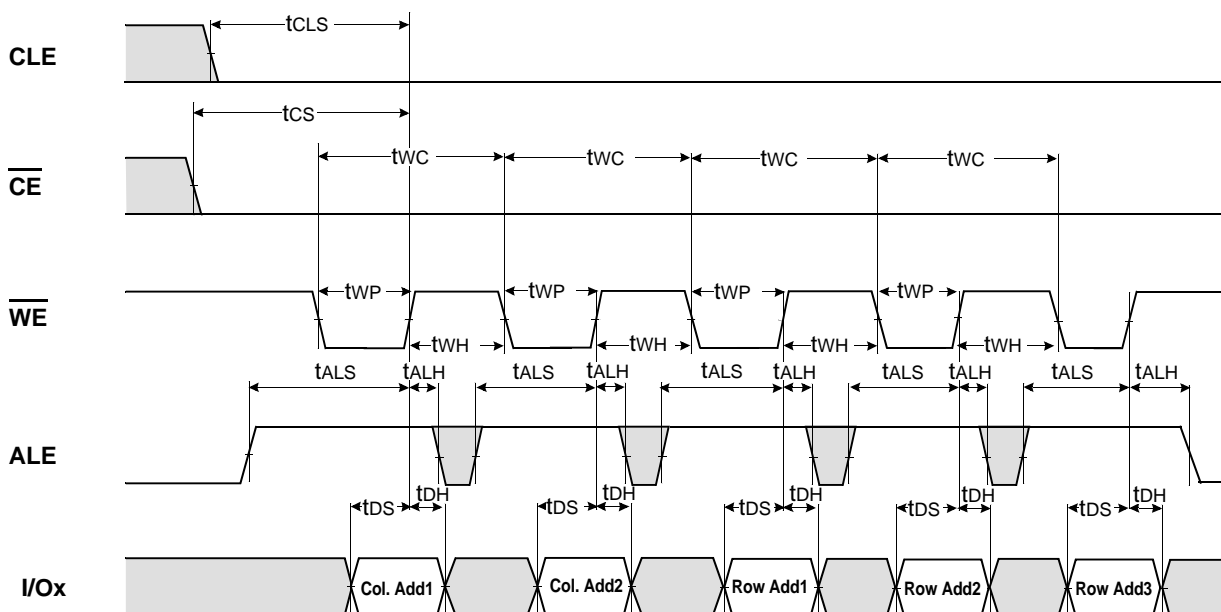 tCLS
CLE
tCS
tWC tWC tWC tWC
CE
tWP tWP tWP tWP
WE
tWH tWH tWH tWH
tALS tALH tALS tALH tALS tALH tALS tALH tALS tALH
ALE
tDS tDH tDS tDH tDS tDH tDS tDH tDS tDH
I/Ox Col. Add1 Col. Add2 Row Add1 Row Add2 Row Add3